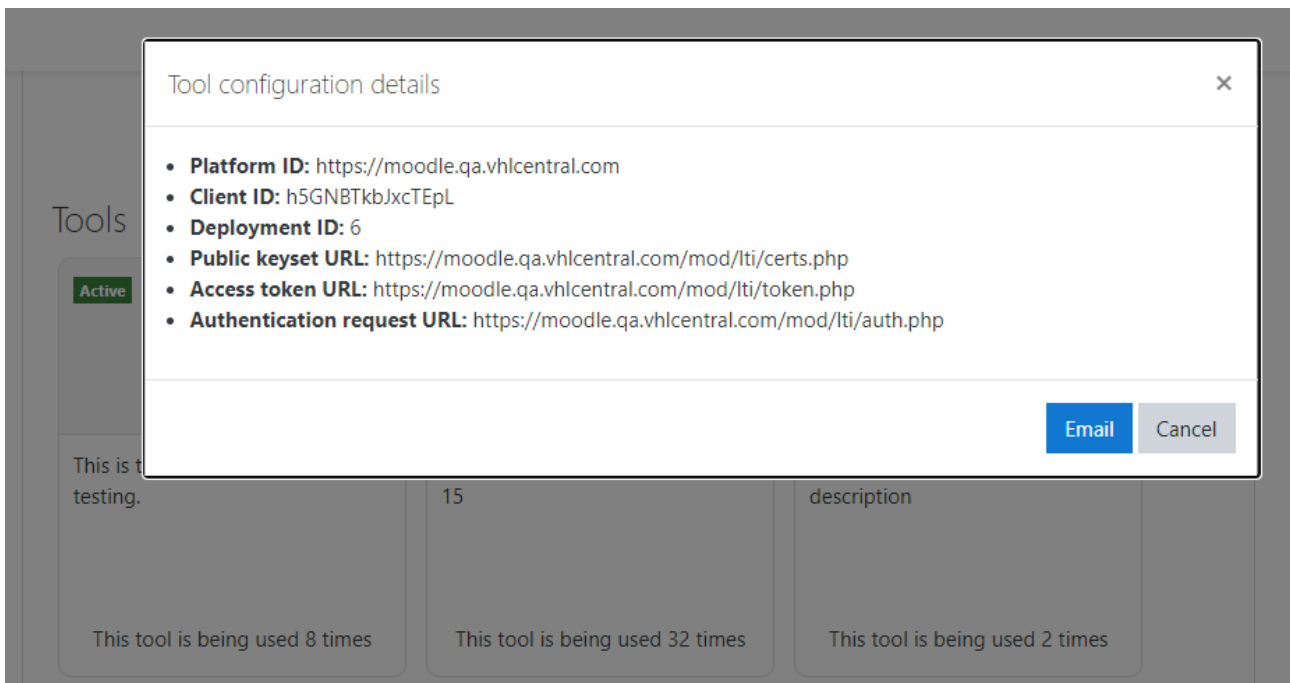 Tool configuration details ×
• Platform ID: https://moodle.qa.vhlcentral.com
• Client ID: h5GNBTkbJxcTEpL
• Deployment ID: 6
• Public keyset URL: https://moodle.qa.vhlcentral.com/mod/lti/certs.php
• Access token URL: https://moodle.qa.vhlcentral.com/mod/lti/token.php
• Authentication request URL: https://moodle.qa.vhlcentral.com/mod/lti/auth.php
Email Cancel
Tools
Active
This is t
testing.
15
description
This tool is being used 8 times
This tool is being used 32 times
This tool is being used 2 times